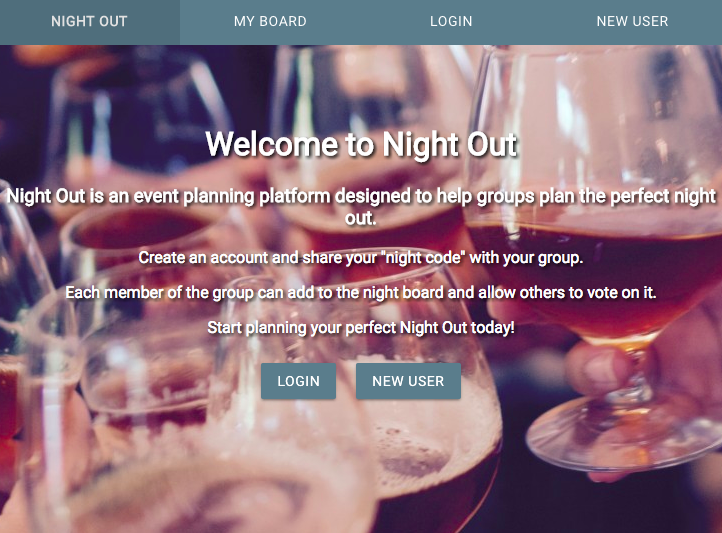 NIGHT OUT
MY BOARD
LOGIN
NEW USER
Welcome to Night Out
Night Out is an event planning platform designed to help groups plan the perfect night
out.
Create an account and share your "night code" with your group.
Each member of the group can add to the night board and allow others to vote on it.
Start planning your perfect Night Out today!
LOGIN
NEW USER